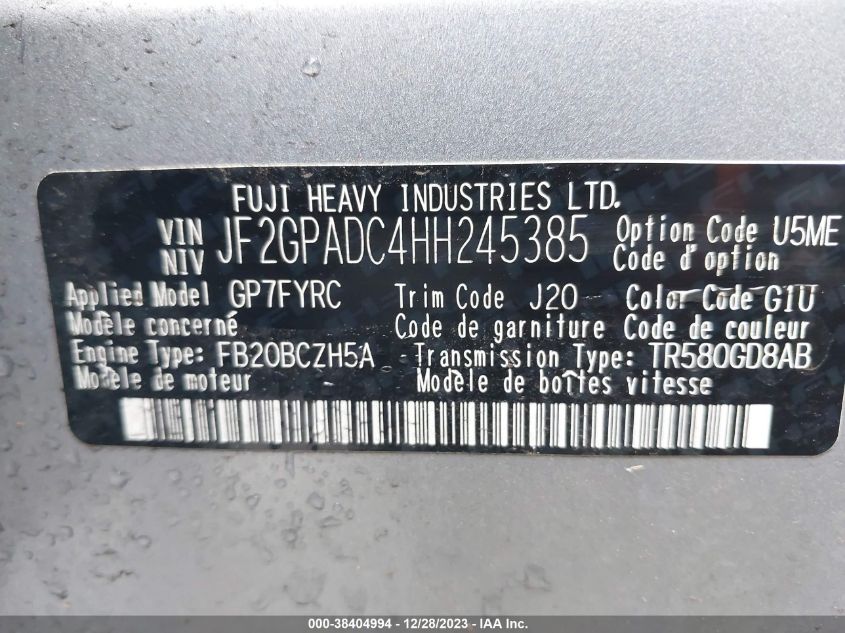 FUJI HEAVY INDUSTRIES LTD.
VIN NIV JF2GPADC4HH245385 Option Code U5ME
Code d'option
Applied Model GP7FYRC Trim Code J20 Color Code G1U
Modèle concerné Code de garniture Code de couleur
Engine Type: FB20BCZH5A Transmission Type: TR580GD8AB
Modèle de moteur Modèle de boîtes vitesse
000-38404994 - 12/28/2023 - IAA